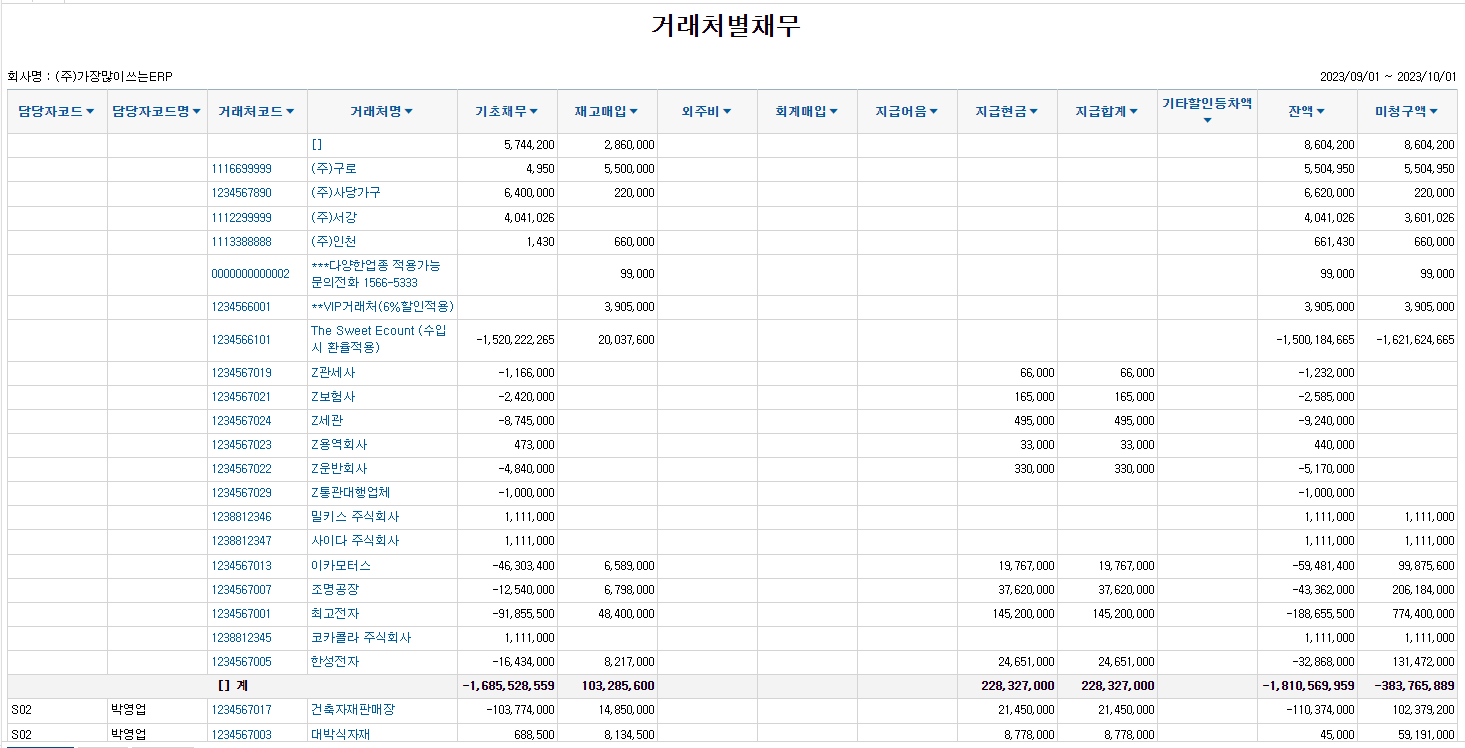 거래처별채무
회사명 : (주)가장많이쓰는ERP 2023/09/01 ~ 2023/10/01
담당자코드▼ 담당자코드명▼ 거래처코드▼ 거래처명▼ 기초채무▼ 재고매입▼ 외주비▼ 회계매입▼ 지급어음▼ 지급현금▼ 지급합계▼ 기타할인등차액▼ 잔액▼ 미청구액▼
[] 5,744,200 2,860,000 8,604,200 8,604,200
1116699999 (주)구로 4,950 5,500,000 5,504,950 5,504,950
1234567890 (주)사당가구 6,400,000 220,000 6,620,000 220,000
1112299999 (주)서강 4,041,026 4,041,026 3,601,026
1113388888 (주)인천 1,430 660,000 661,430 660,000
0000000000002 ***다양한업종 적용가능 99,000 99,000 99,000
문의전화 1566-5333
1234566001 **VIP거래처(6%할인적용) 3,905,000 3,905,000 3,905,000
1234566101 The Sweet Ecount (수입 -1,520,222,265 20,037,600 -1,500,184,665 -1,621,624,665
시 환율적용)
1234567019 Z관세사 -1,166,000 66,000 66,000 -1,232,000
1234567021 Z보험사 -2,420,000 165,000 165,000 -2,585,000
1234567024 Z세관 -8,745,000 495,000 495,000 -9,240,000
1234567023 Z용역회사 473,000 33,000 33,000 440,000
1234567022 Z운반회사 -4,840,000 330,000 330,000 -5,170,000
1234567029 Z통관대행업체 -1,000,000 -1,000,000
1238812346 밀키스 주식회사 1,111,000 1,111,000 1,111,000
1238812347 사이다 주식회사 1,111,000 1,111,000 1,111,000
1234567013 이카모터스 -46,303,400 6,589,000 19,767,000 19,767,000 -59,481,400 99,875,600
1234567007 조명공장 -12,540,000 6,798,000 37,620,000 37,620,000 -43,362,000 206,184,000
1234567001 최고전자 -91,855,500 48,400,000 145,200,000 145,200,000 -188,655,500 774,400,000
1238812345 코카콜라 주식회사 1,111,000 1,111,000 1,111,000
1234567005 한성전자 -16,434,000 8,217,000 24,651,000 24,651,000 -32,868,000 131,472,000
[] 계 -1,685,528,559 103,285,600 228,327,000 228,327,000 -1,810,569,959 -383,765,889
S02 박영업 1234567017 건축자재판매장 -103,774,000 14,850,000 21,450,000 21,450,000 -110,374,000 102,379,200
S02 박영업 1234567003 대박식자재 688,500 8,134,500 8,778,000 8,778,000 45,000 59,191,000